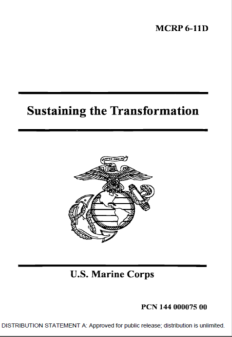 MCRP 6-11D
Sustaining the Transformation
U.S. Marine Corps
PCN 144 000075 00
DISTRIBUTION STATEMENT A: Approved for public release; distribution is unlimited.